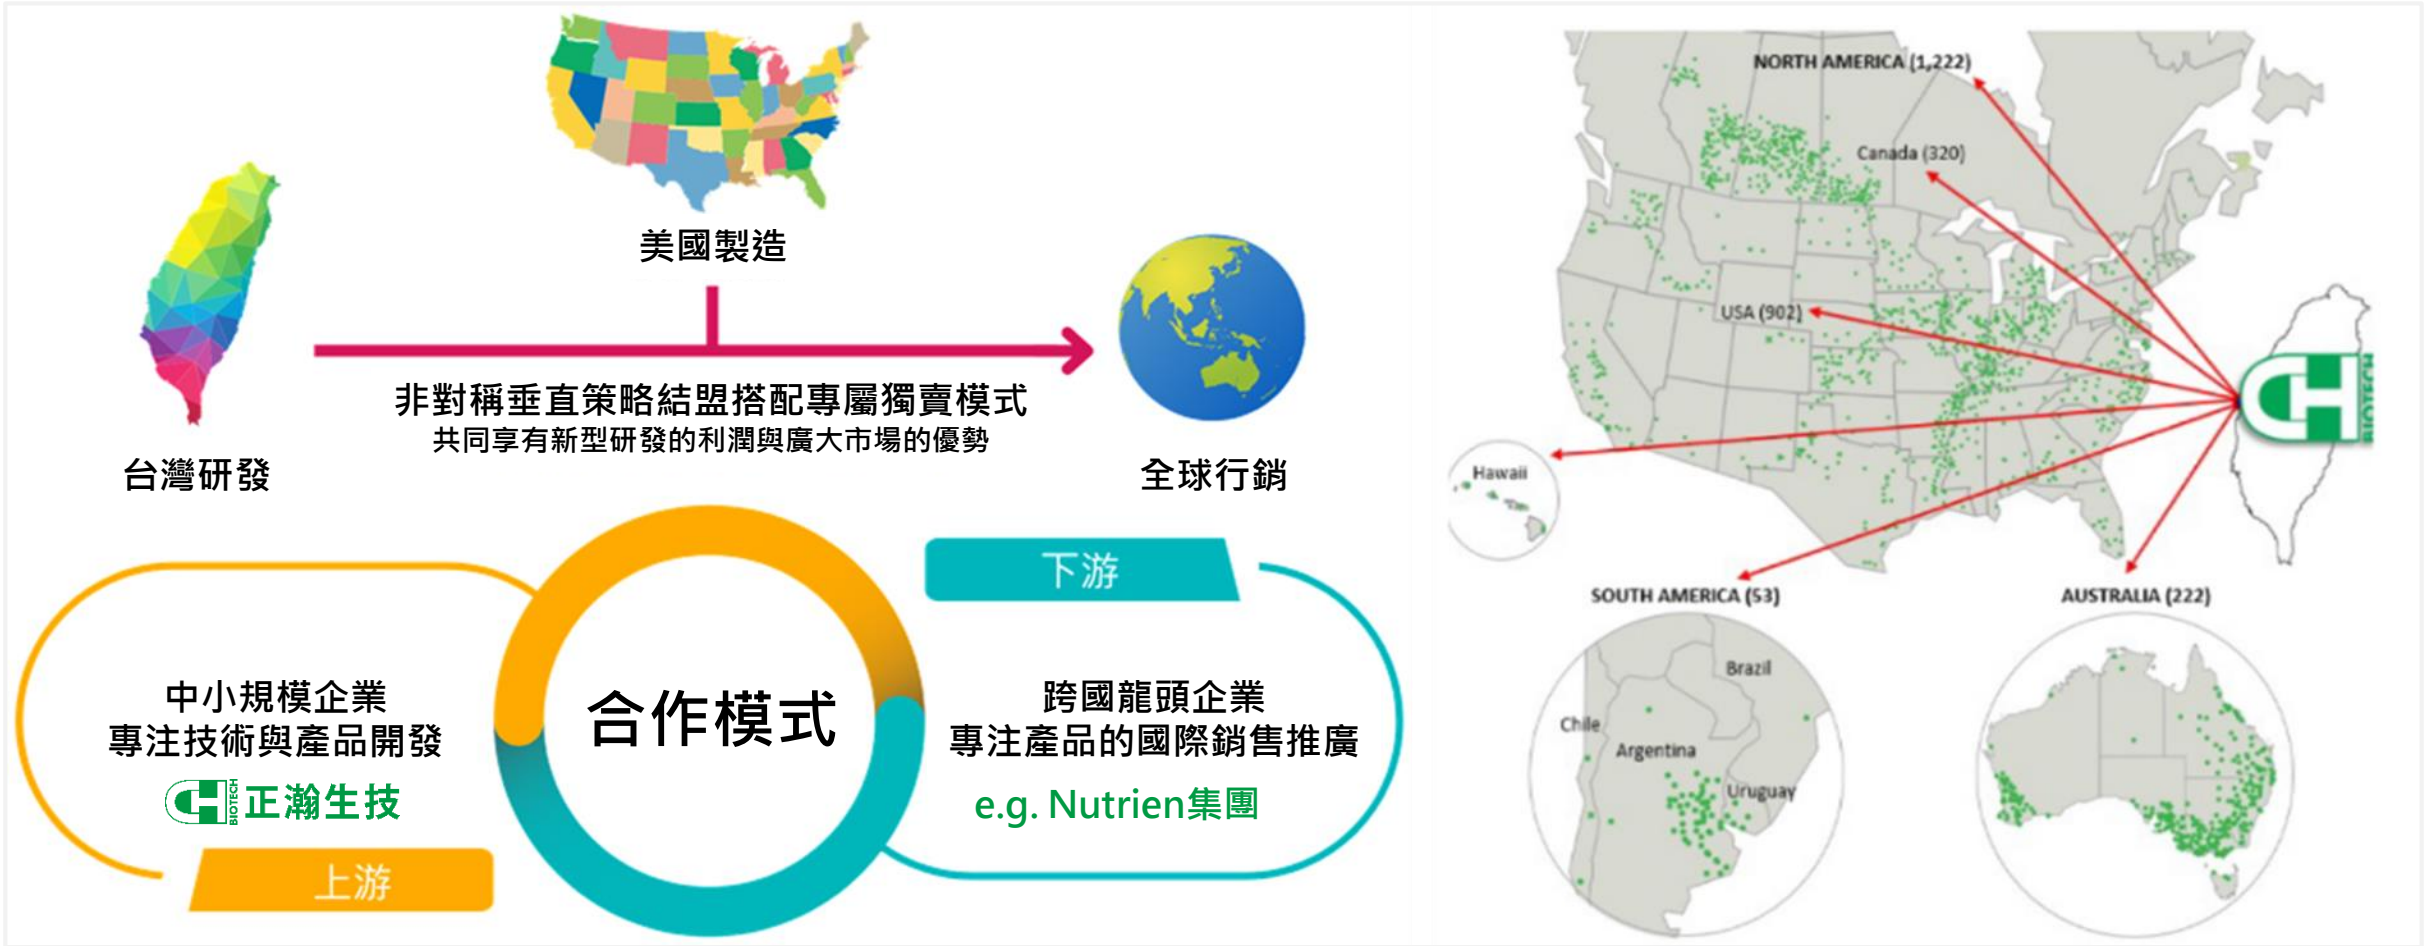 美國製造
非對稱垂直策略結盟搭配專屬獨賣模式
共同享有新型研發的利潤與廣大市場的優勢
台灣研發
全球行銷
下游
合作模式
中小規模企業
專注技術與產品開發
CH BIOTECH 正瀚生技
上游
跨國龍頭企業
專注產品的國際銷售推廣
e.g. Nutrien集團
NORTH AMERICA (1,222)
Canada (320)
USA (902)
CH BIOTECH
Hawaii
SOUTH AMERICA (53)
AUSTRALIA (222)
Brazil
Chile
Argentina
Uruguay